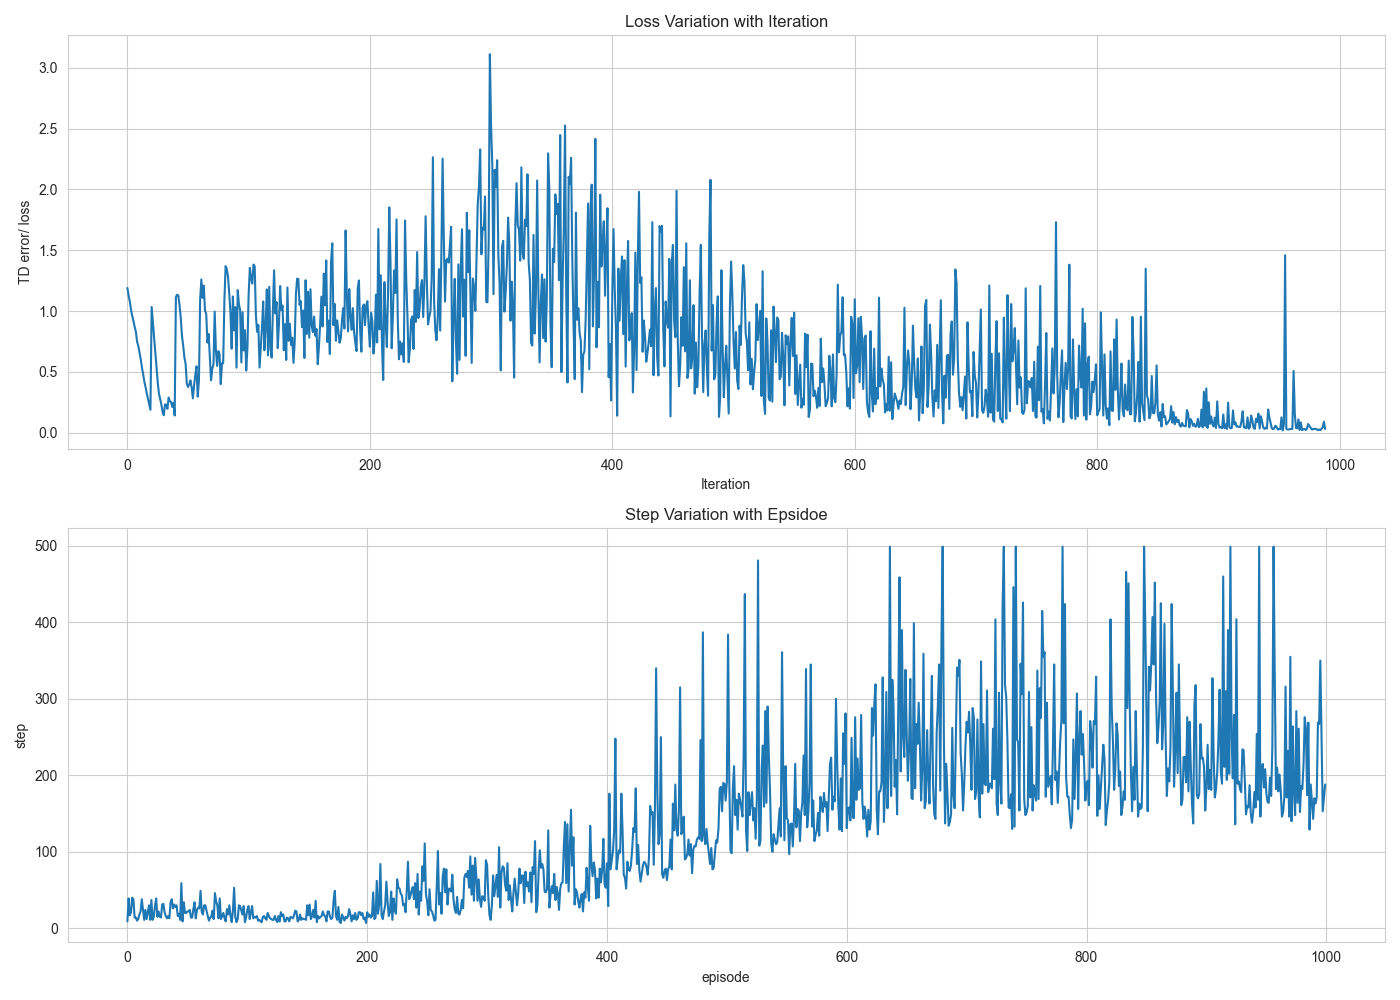 Loss Variation with Iteration
3.0
2.5
2.0
1.5
1.0
0.5
0.0
TD error/ loss
0 200 400 600 800 1000
Iteration
Step Variation with Epsidoe
500
400
300
200
100
0
step
0 200 400 600 800 1000
episode